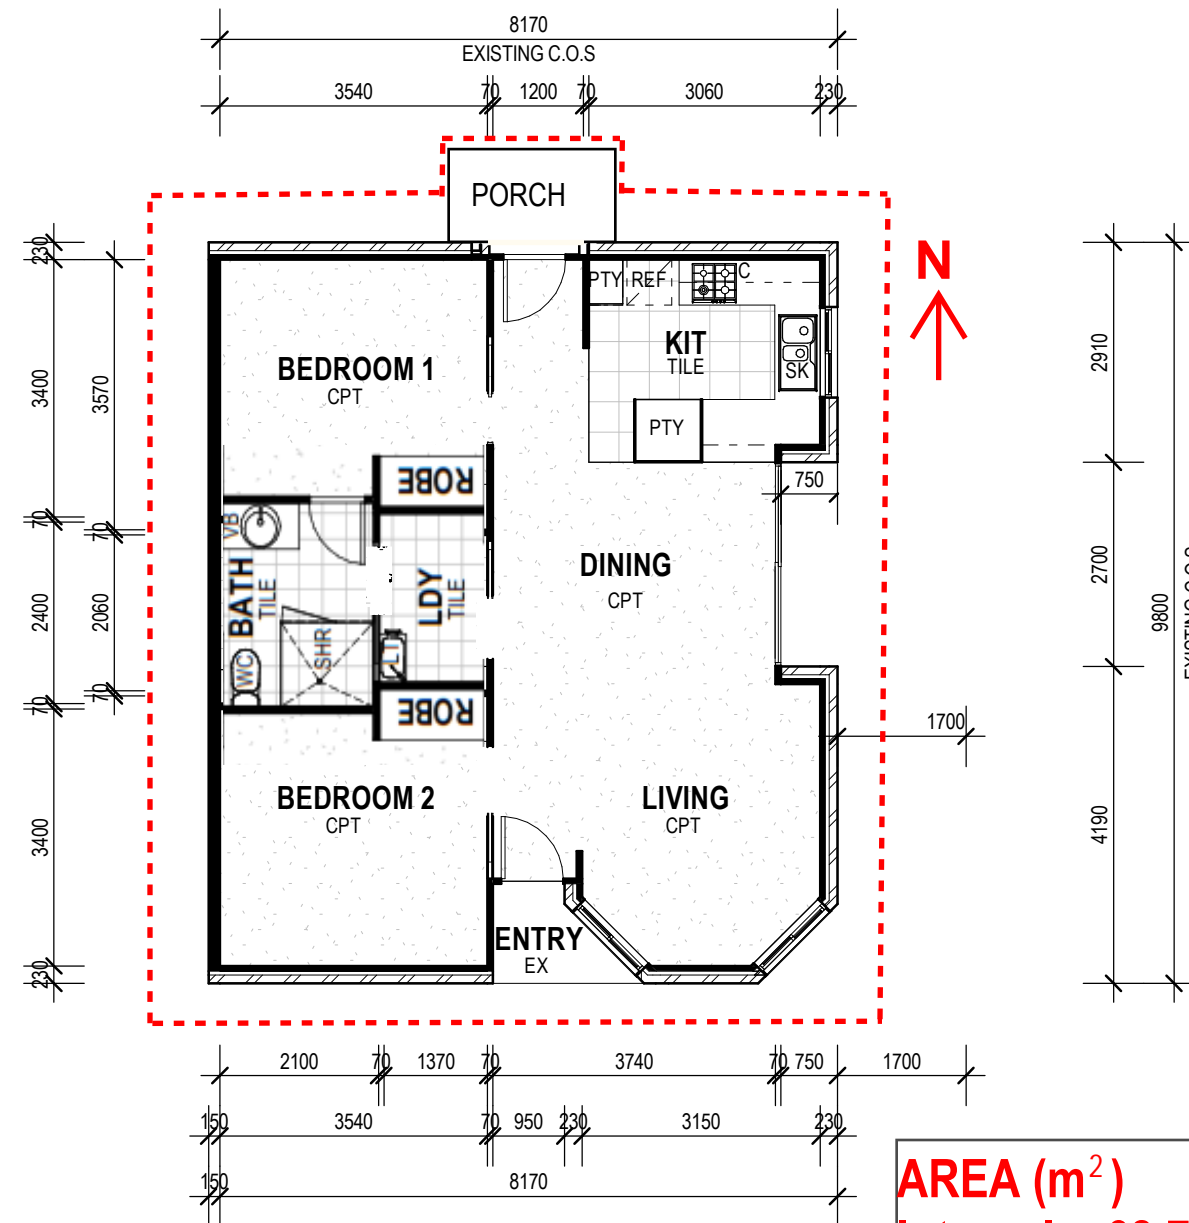 8170
EXISTING C.O.S
3540 70 1200 70 3060 230
PORCH
N
230
3400
3570
70
70
2400
2060
70
70
3400
230
PTY REF C
KIT
TILE
SK
PTY
BEDROOM 1
CPT
ROBE
750
2910
2700
9800
EXISTING C.O.S
4190
VB
BATH
TILE
LDY
TILE
DINING
CPT
SHR
WC
LT
ROBE
1700
BEDROOM 2
CPT
LIVING
CPT
ENTRY
EX
2100 70 1370 70 3740 70 750 1700
150 3540 70 950 230 3150 230
150 8170
AREA (m²)